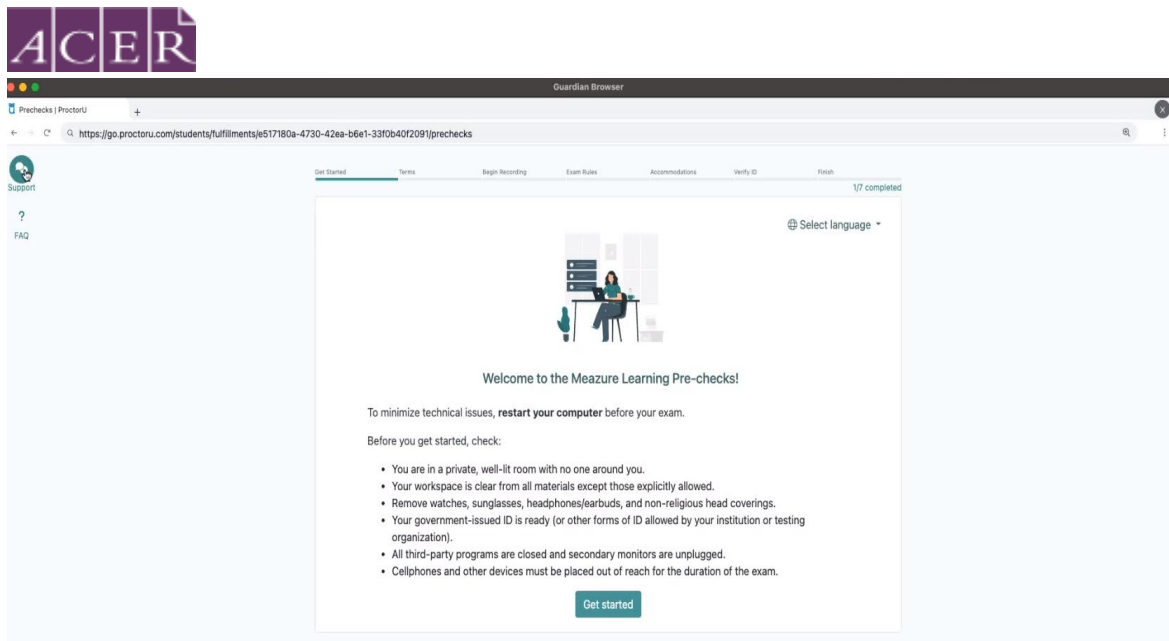 ACER
Guardian Browser
Prechecks | ProctorU
https://go.proctoru.com/students/fulfillments/e517180a-4730-42ea-b6e1-33f0b40f2091/prechecks
Support
?
FAQ
Get Started
Terms
Begin Recording
Exam Rules
Accommodations
Verify ID
Finish
1/7 completed
Select language
Welcome to the Meazure Learning Pre-checks!
To minimize technical issues, restart your computer before your exam.
Before you get started, check:
• You are in a private, well-lit room with no one around you.
• Your workspace is clear from all materials except those explicitly allowed.
• Remove watches, sunglasses, headphones/earbuds, and non-religious head coverings.
• Your government-issued ID is ready (or other forms of ID allowed by your institution or testing
organization).
• All third-party programs are closed and secondary monitors are unplugged.
• Cellphones and other devices must be placed out of reach for the duration of the exam.
Get started